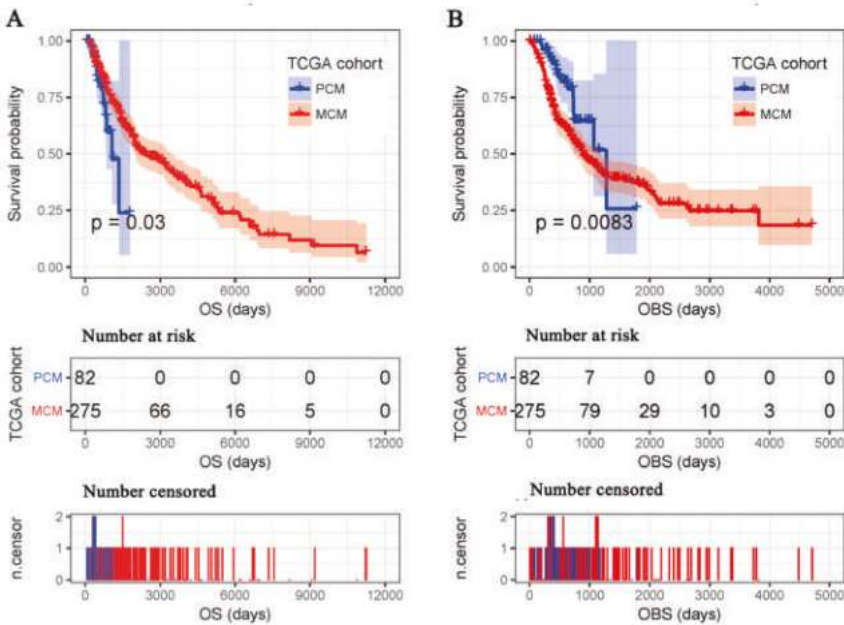 A
TCGA cohort
PCM
MCM
Survival probability
1.00
0.75
0.50
0.25
0.00
p = 0.03
0 3000 6000 9000 12000
OS (days)
Number at risk
TCGA cohort
PCM 82 0 0 0 0
MCM 275 66 16 5 0
0 3000 6000 9000 12000
OS (days)
Number censored
n.censor
2
1
0
0 3000 6000 9000 12000
OS (days)
B
TCGA cohort
PCM
MCM
Survival probability
1.00
0.75
0.50
0.25
0.00
p = 0.0083
0 1000 2000 3000 4000 5000
OBS (days)
Number at risk
TCGA cohort
PCM 82 7 0 0 0 0
MCM 275 79 29 10 3 0
0 1000 2000 3000 4000 5000
OBS (days)
Number censored
n.censor
2
1
0
0 1000 2000 3000 4000 5000
OBS (days)